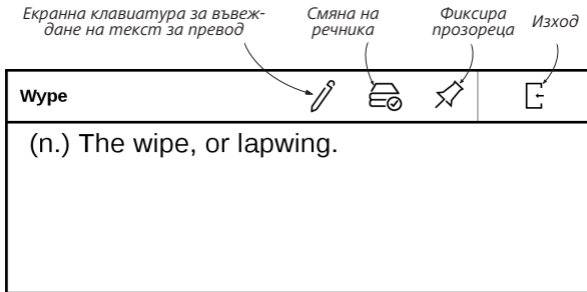 Екранна клавиатура за въвеж-
дане на текст за превод
Смяна на
речника
Фиксира
прозореца
Изход
Wype
(n.) The wipe, or lapwing.